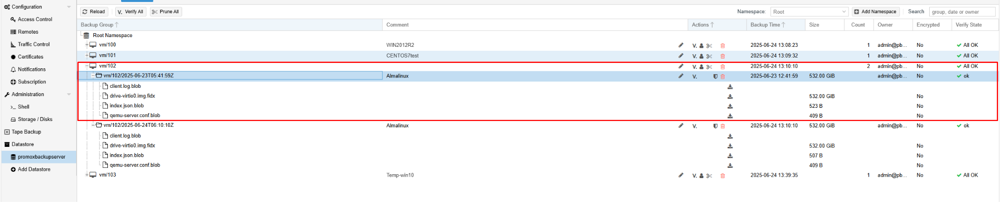 Configuration
Access Control
Remotes
Traffic Control
Certificates
Notifications
Subscription
Administration
Shell
Storage / Disks
Tape Backup
Datastore
promoxbackupserver
Add Datastore
Reload V. Verify All Prune All Namespace: Root Add Namespace Search group, date or owner
Backup Group Comment Actions Backup Time Size Count Owner Encrypted Verify State
Root Namespace
vm/100 WIN2012R2 V. 2025-06-24 13:08:23 1 admin@pb... No All OK
vm/101 CENTOS7test V. 2025-06-24 13:09:32 1 admin@pb... No All OK
vm/102 V. 2025-06-24 13:10:10 2 admin@pb... No All OK
vm/102/2025-06-23T05:41:59Z Almalinux V. 2025-06-23 12:41:59 532.00 GiB admin@pb... No ok
client.log.blob
drive-virtio0.img.fidx 532.00 GiB No
index.json.blob 523 B No
qemu-server.conf.blob 409 B No
vm/102/2025-06-24T06:10:10Z Almalinux V. 2025-06-24 13:10:10 532.00 GiB admin@pb... No ok
client.log.blob
drive-virtio0.img.fidx 532.00 GiB No
index.json.blob 507 B No
qemu-server.conf.blob 409 B No
vm/103 Temp-win10 V. 2025-06-24 13:39:35 1 admin@pb... No All OK